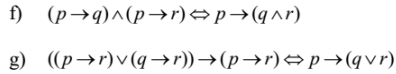 f) (p→q)∧(p→r)⇔p→(q∧r)
g) ((p→r)∨(q→r))→(p→r)⇔p→(q∨r)